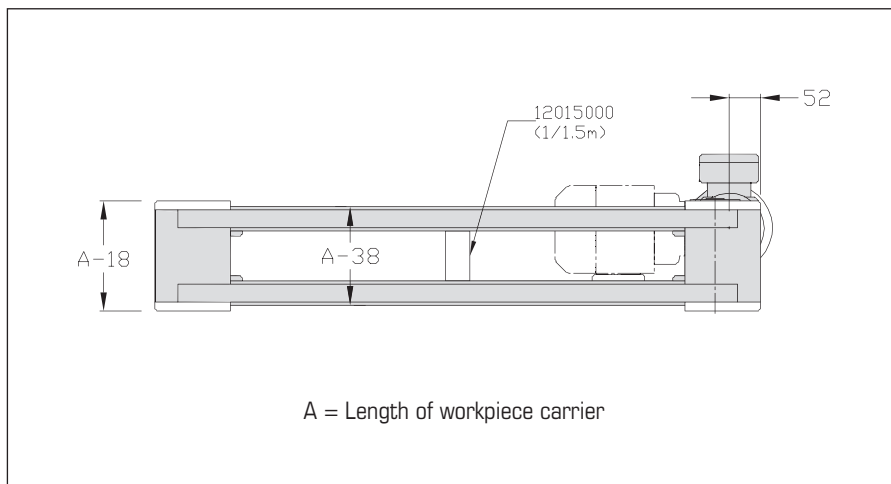 52
12015000
(1/1.5m)
A-18
A-38
A = Length of workpiece carrier